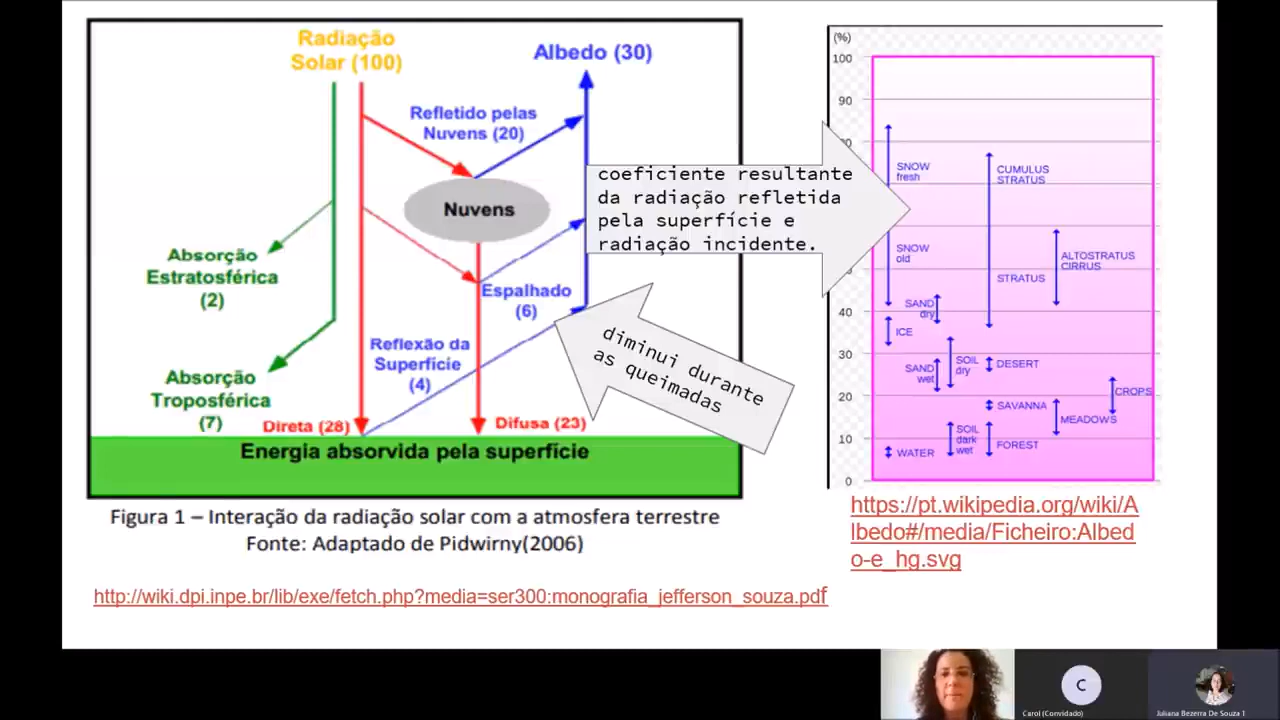 Radiação
Solar (100)
Albedo (30)
Refletido pelas
Nuvens (20)
Nuvens
Absorção
Estratosférica
(2)
Espalhado
(6)
Reflexão da
Superfície
(4)
Absorção
Troposférica
(7)
Direta (28)
Difusa (23)
Energia absorvida pela superfície
coeficiente resultante
da radiação refletida
pela superfície e
radiação incidente.
diminui durante
as queimadas
Figura 1 – Interação da radiação solar com a atmosfera terrestre
Fonte: Adaptado de Pidwirny(2006)
http://wiki.dpi.inpe.br/lib/exe/fetch.php?media=ser300:monografia_jefferson_souza.pdf
(%)
100
90
40
30
20
10
0
SNOW
fresh
CUMULUS
STRATUS
SNOW
old
ALTOSTRATUS
CIRRUS
STRATUS
SAND
dry
ICE
SOIL
dry
DESERT
SAND
wet
CROPS
SAVANNA
MEADOWS
SOIL
dark
wet
FOREST
WATER
https://pt.wikipedia.org/wiki/A
lbedo#/media/Ficheiro:Albed
o-e_hg.svg
C
Carol (Convidado)
Juliana Bezerra De Souza 1